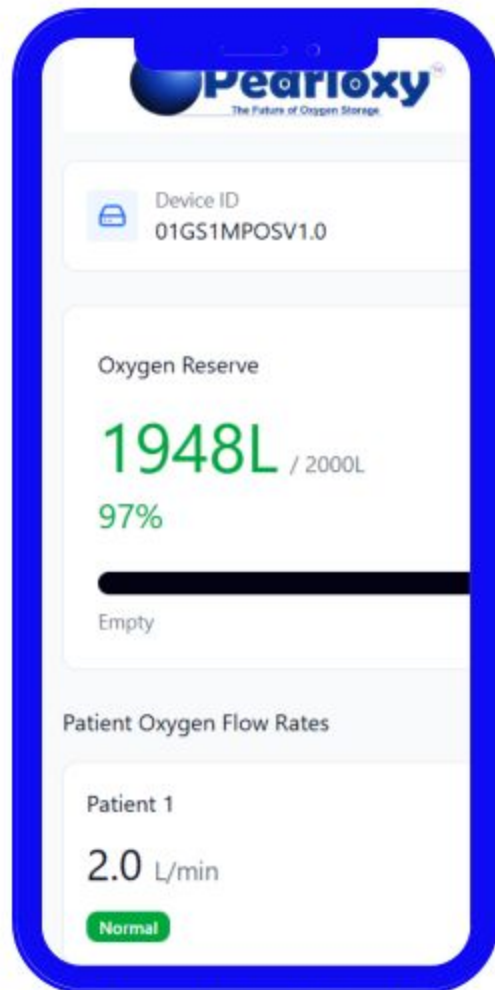 Pearloxy
The Future of Oxygen Storage
Device ID
01GS1MPOSV1.0
Oxygen Reserve
1948L / 2000L
97%
Empty
Patient Oxygen Flow Rates
Patient 1
2.0 L/min
Normal